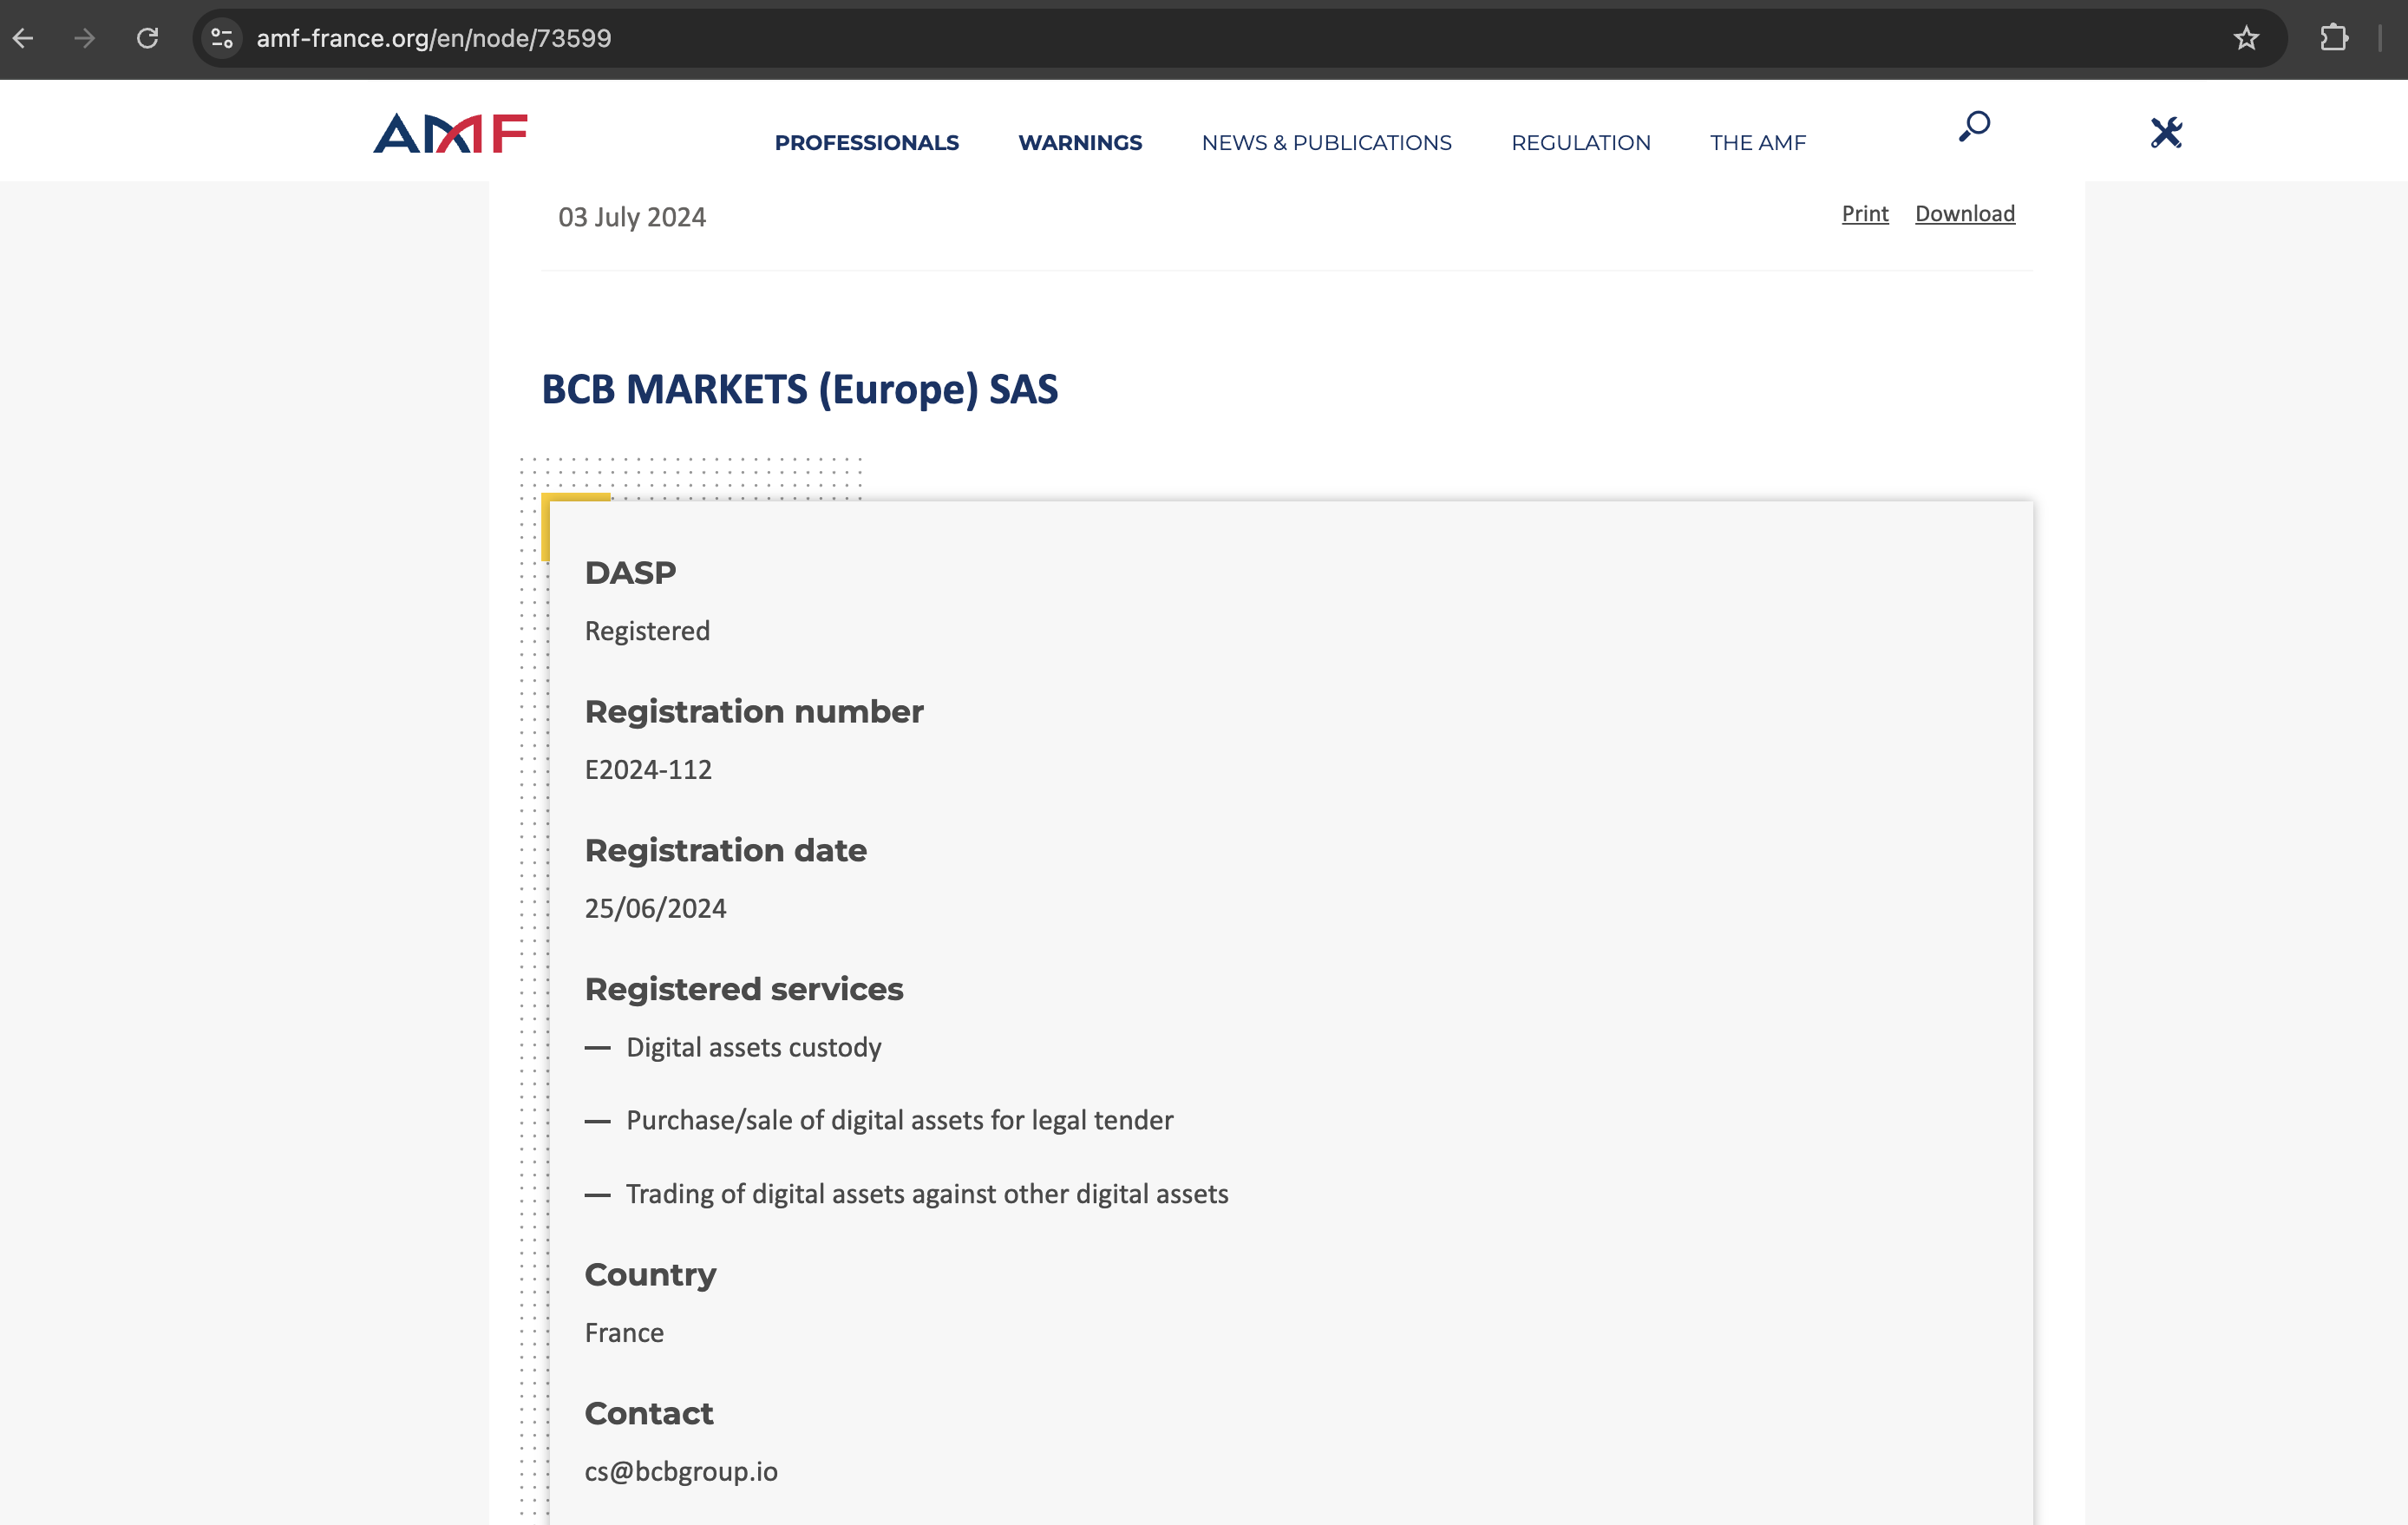 amf-france.org/en/node/73599
AMF
PROFESSIONALS WARNINGS NEWS & PUBLICATIONS REGULATION THE AMF
03 July 2024 Print Download
BCB MARKETS (Europe) SAS
DASP
Registered
Registration number
E2024-112
Registration date
25/06/2024
Registered services
— Digital assets custody
— Purchase/sale of digital assets for legal tender
— Trading of digital assets against other digital assets
Country
France
Contact
cs@bcbgroup.io